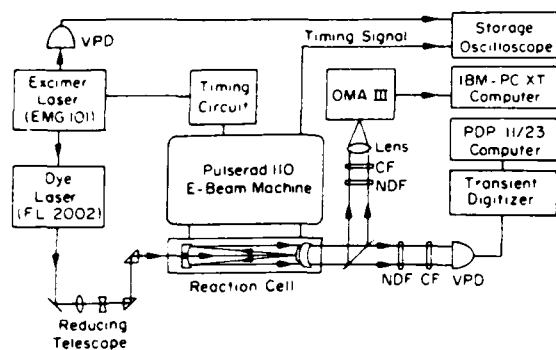 VPD
Timing Signal
Storage
Oscilloscope
Excimer
Laser
(EMG101)
Timing
Circuit
OMA III
IBM-PC XT
Computer
Lens
CF
NDF
PDP 11/23
Computer
Dye
Laser
(FL 2002)
Pulserad 110
E-Beam Machine
Transient
Digitizer
Reaction Cell
NDF
CF
VPD
Reducing
Telescope